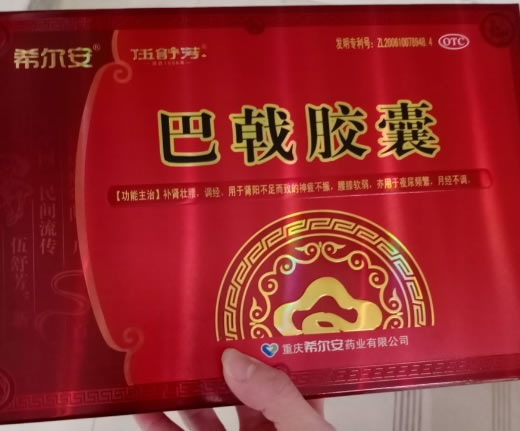 希尔安® 伍舒芳®
发明专利号：ZL200610078948.4 OTC
巴戟胶囊
【功能主治】补肾壮腰，调经。用于肾阳不足而致的神疲不振，腰膝软弱，亦用于夜尿频繁，月经不调。
民间流传
伍舒芳
重庆希尔安药业有限公司